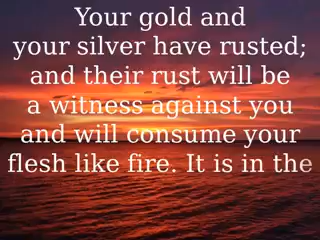 Your gold and
your silver have rusted;
and their rust will be
a witness against you
and will consume your
flesh like fire. It is in the